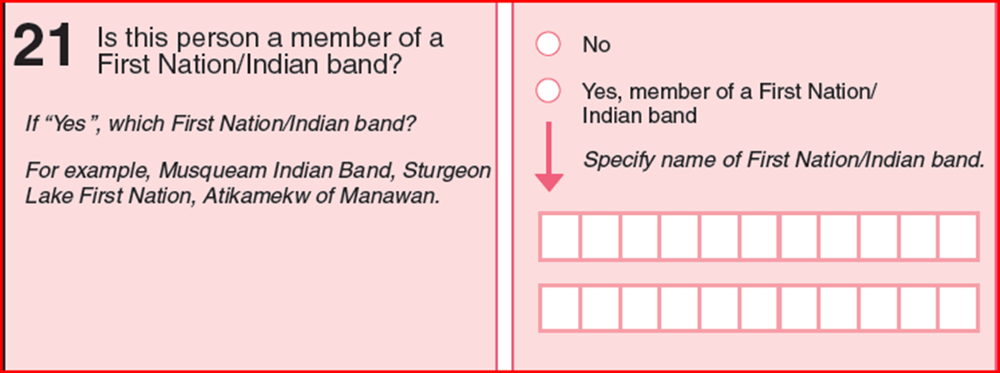 21 Is this person a member of a
First Nation/Indian band?
If “Yes”, which First Nation/Indian band?
For example, Musqueam Indian Band, Sturgeon
Lake First Nation, Atikamekw of Manawan.
No
Yes, member of a First Nation/
Indian band
Specify name of First Nation/Indian band.